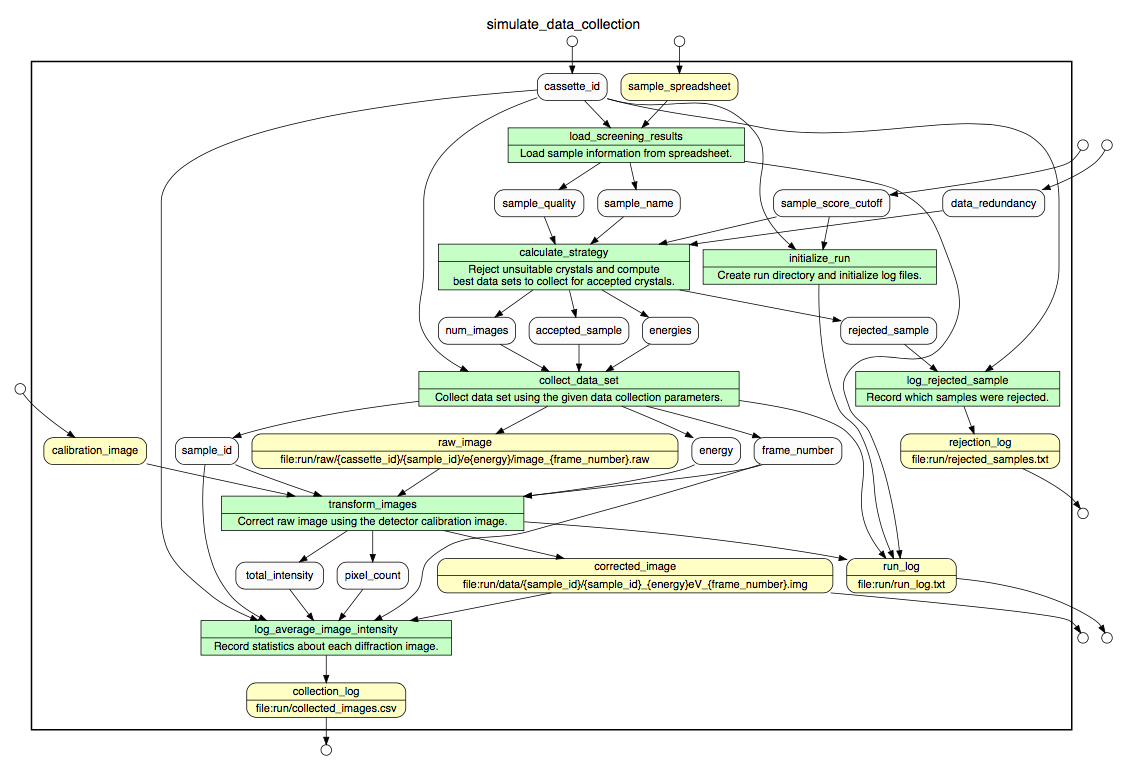 simulate_data_collection
cassette_id
sample_spreadsheet
load_screening_results
Load sample information from spreadsheet.
sample_quality
sample_name
sample_score_cutoff
data_redundancy
calculate_strategy
Reject unsuitable crystals and compute
best data sets to collect for accepted crystals.
initialize_run
Create run directory and initialize log files.
num_images
accepted_sample
energies
rejected_sample
collect_data_set
Collect data set using the given data collection parameters.
log_rejected_sample
Record which samples were rejected.
calibration_image
sample_id
raw_image
file:run/raw/{cassette_id}/{sample_id}/e{energy}/image_{frame_number}.raw
energy
frame_number
rejection_log
file:run/rejected_samples.txt
transform_images
Correct raw image using the detector calibration image.
total_intensity
pixel_count
corrected_image
file:run/data/{sample_id}/{sample_id}_{energy}eV_{frame_number}.img
run_log
file:run/run_log.txt
log_average_image_intensity
Record statistics about each diffraction image.
collection_log
file:run/collected_images.csv